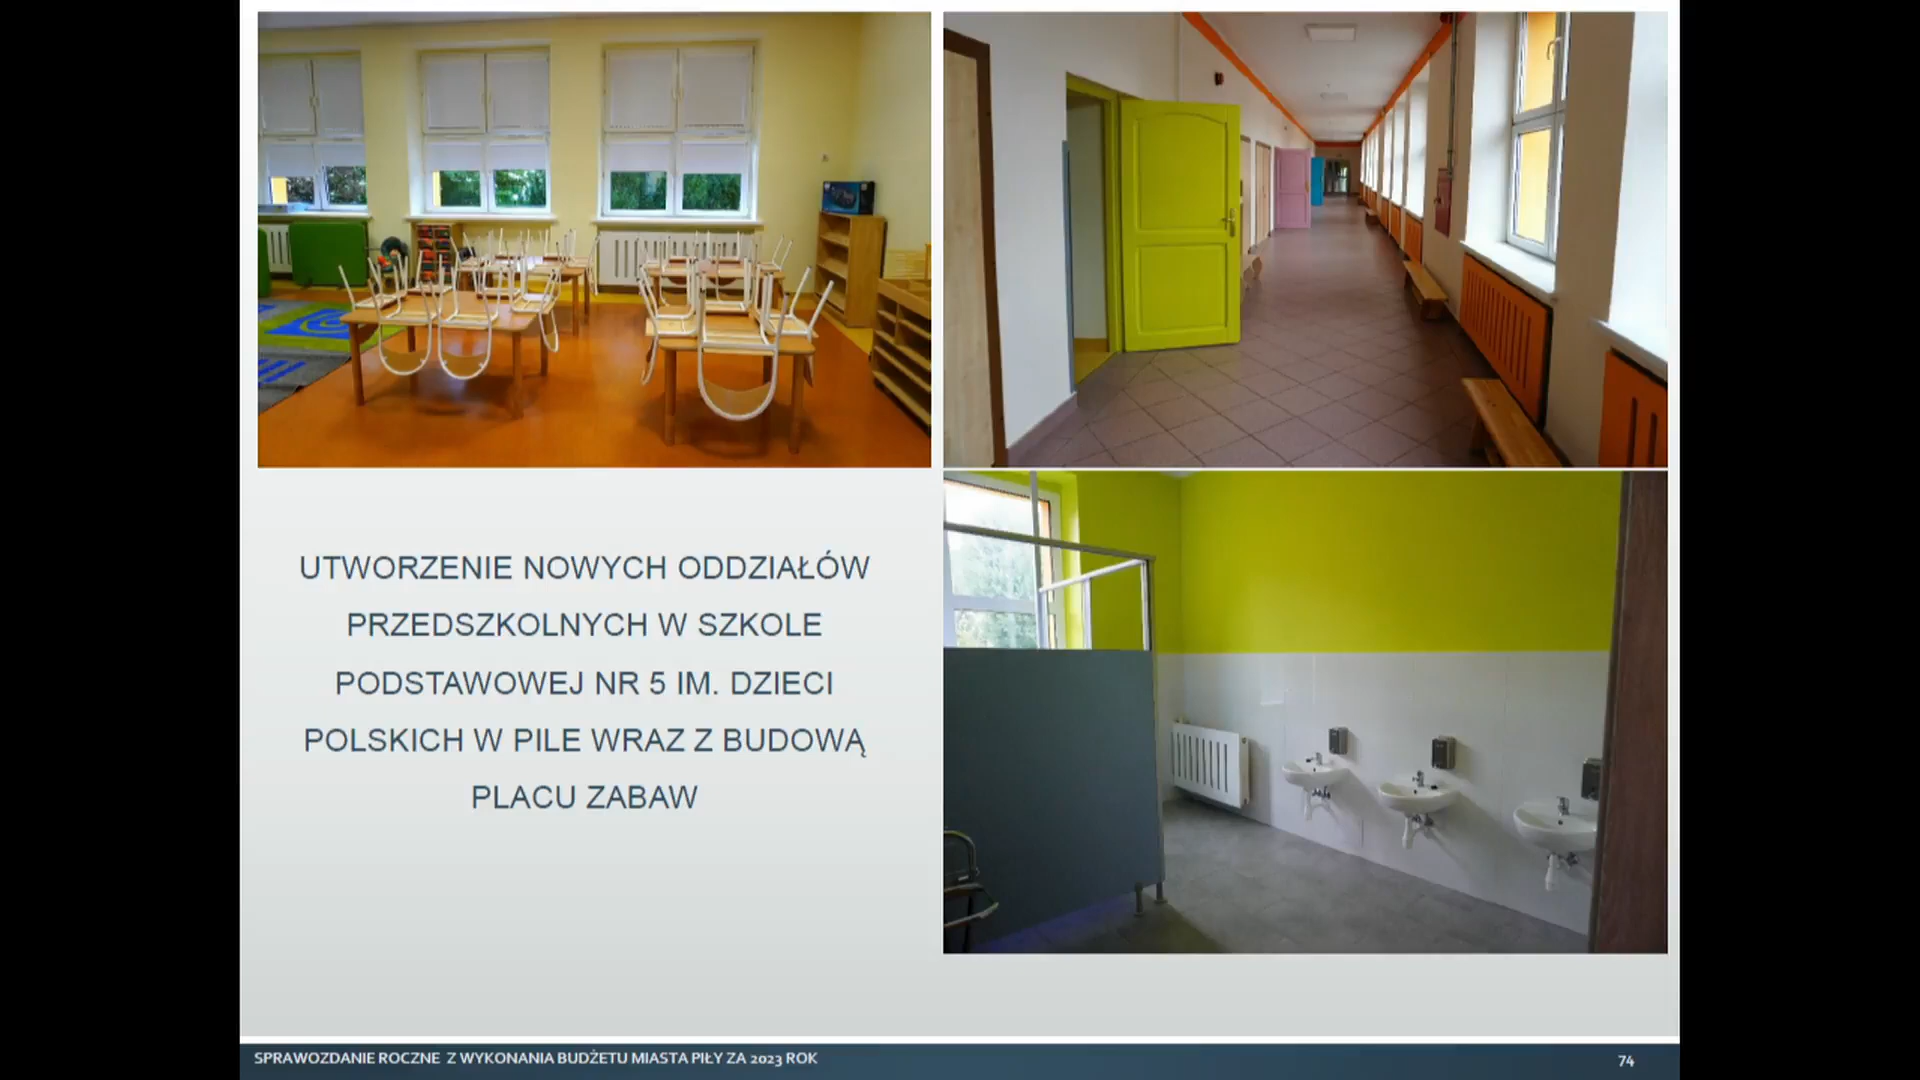 UTWORZENIE NOWYCH ODDZIAŁÓW
PRZEDSZKOLNYCH W SZKOLE
PODSTAWOWEJ NR 5 IM. DZIECI
POLSKICH W PILE WRAZ Z BUDOWĄ
PLACU ZABAW
SPRAWOZDANIE ROCZNE Z WYKONANIA BUDŻETU MIASTA PIŁY ZA 2023 ROK
74